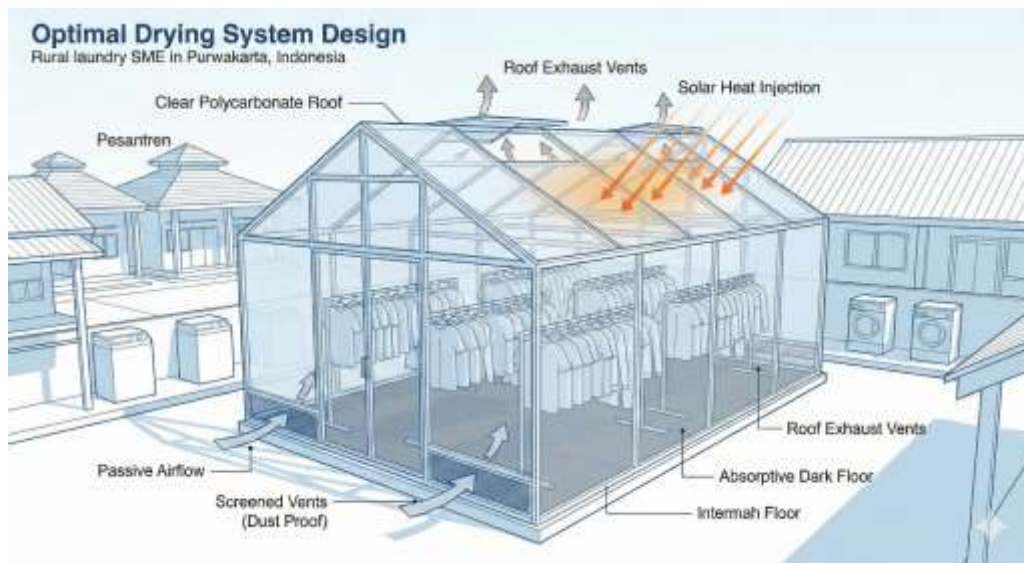 Optimal Drying System Design
Rural laundry SME in Purwakarta, Indonesia
Roof Exhaust Vents
Solar Heat Injection
Clear Polycarbonate Roof
Pesantren
Roof Exhaust Vents
Passive Airflow
Absorptive Dark Floor
Screened Vents
(Dust Proof)
Intermah Floor